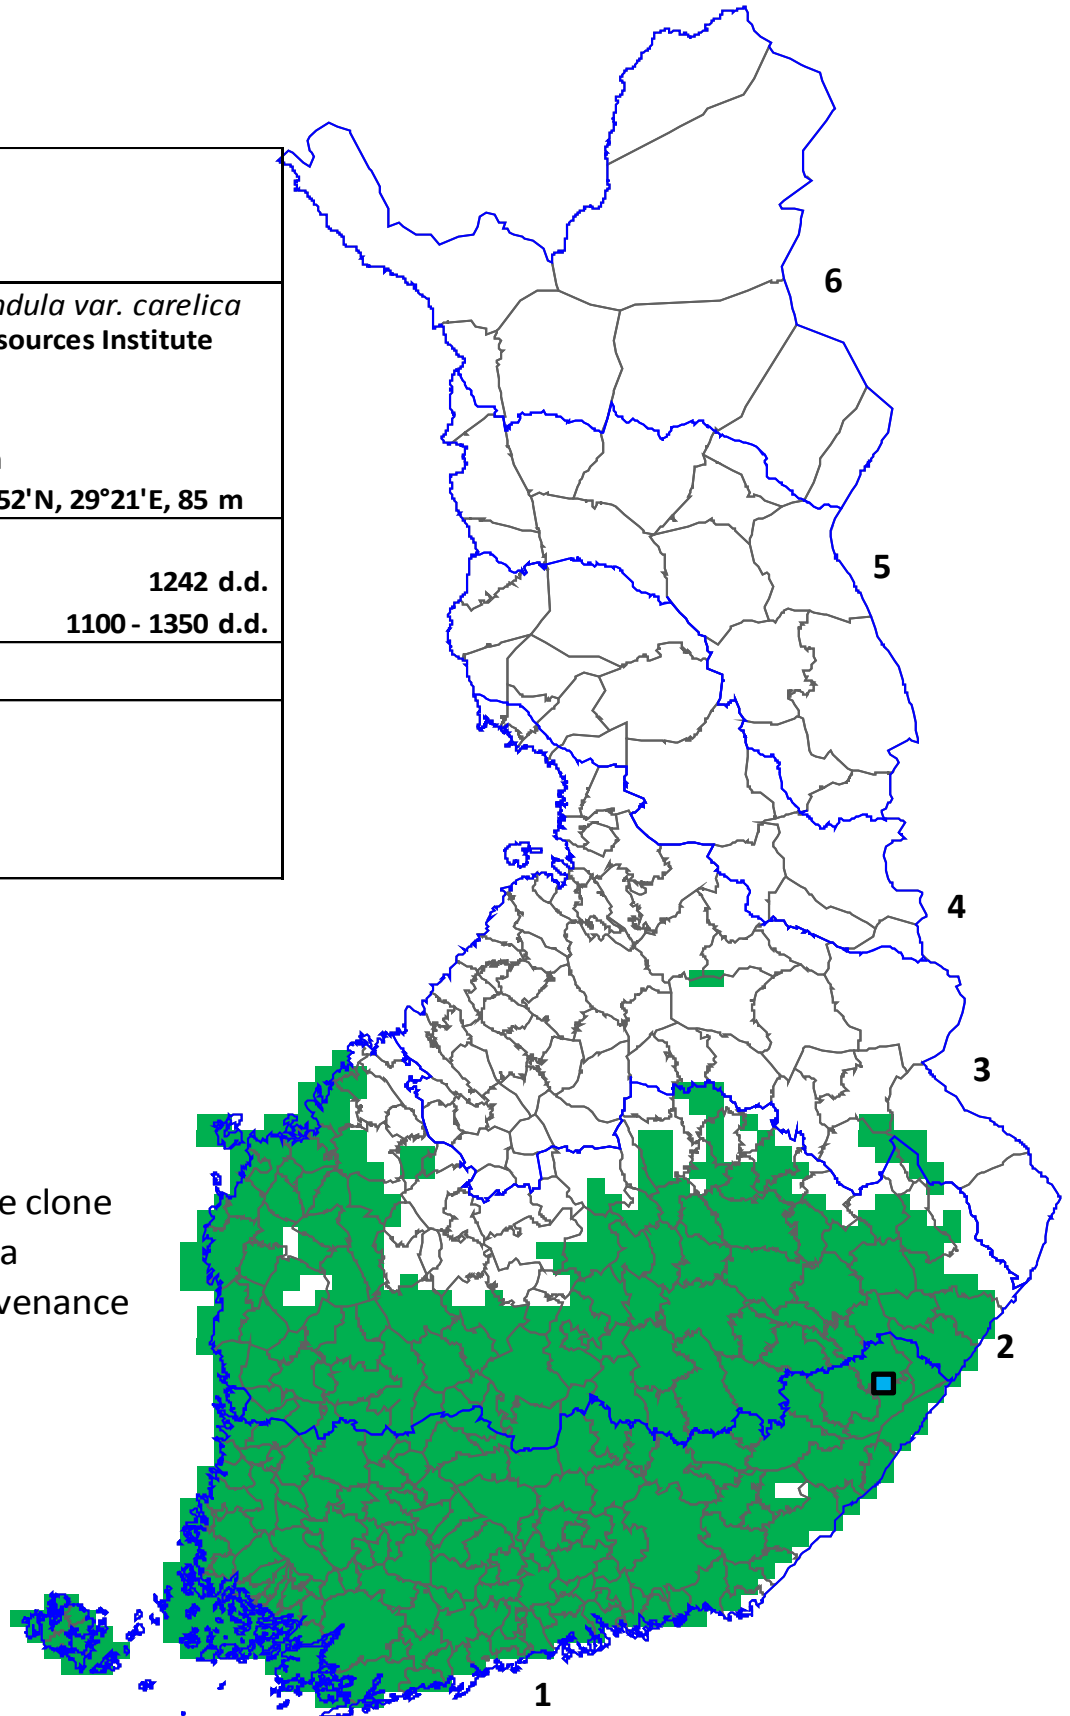 ndula var. carelica
sources Institute
52'N, 29°21'E, 85 m
1242 d.d.
1100 - 1350 d.d.
6
5
4
3
e clone
a
venance
2
1